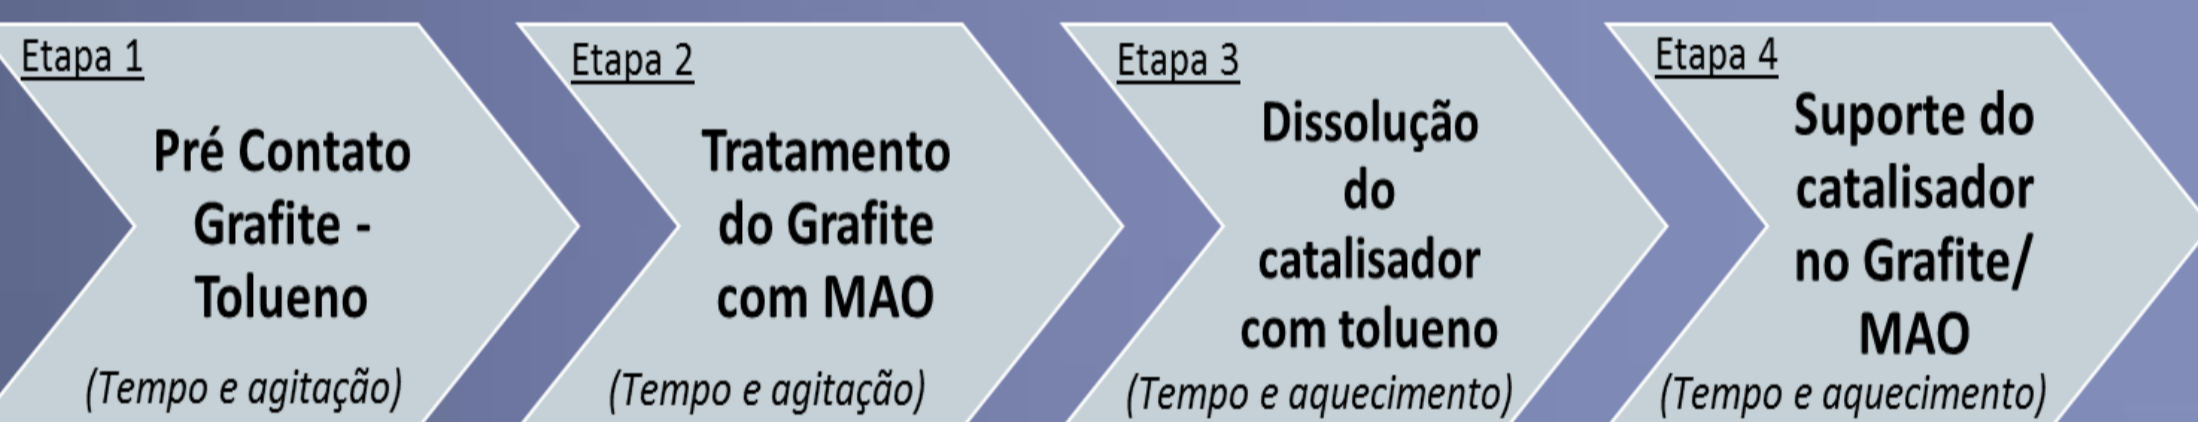 Etapa 1
Pré Contato
Grafite -
Tolueno
(Tempo e agitação)
Etapa 2
Tratamento
do Grafite
com MAO
(Tempo e agitação)
Etapa 3
Dissolução
do
catalisador
com tolueno
(Tempo e aquecimento)
Etapa 4
Suporte do
catalisador
no Grafite/
MAO
(Tempo e aquecimento)